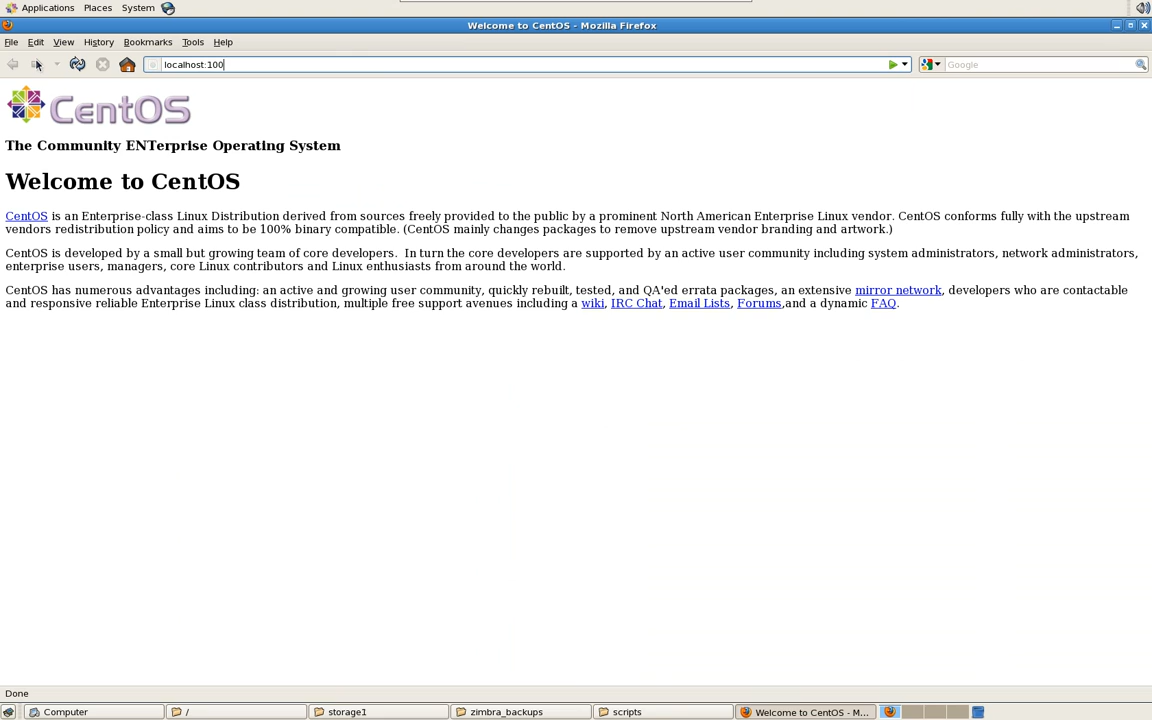 Applications Places System
Welcome to CentOS - Mozilla Firefox
File Edit View History Bookmarks Tools Help
localhost:100 Google
CentOS
The Community ENTerprise Operating System
Welcome to CentOS
CentOS is an Enterprise-class Linux Distribution derived from sources freely provided to the public by a prominent North American Enterprise Linux vendor. CentOS conforms fully with the upstream
vendors redistribution policy and aims to be 100% binary compatible. (CentOS mainly changes packages to remove upstream vendor branding and artwork.)
CentOS is developed by a small but growing team of core developers.  In turn the core developers are supported by an active user community including system administrators, network administrators,
enterprise users, managers, core Linux contributors and Linux enthusiasts from around the world.
CentOS has numerous advantages including: an active and growing user community, quickly rebuilt, tested, and QA'ed errata packages, an extensive mirror network, developers who are contactable
and responsive reliable Enterprise Linux class distribution, multiple free support avenues including a wiki, IRC Chat, Email Lists, Forums,and a dynamic FAQ.
Done
Computer / storage1 zimbra_backups scripts Welcome to CentOS - M...